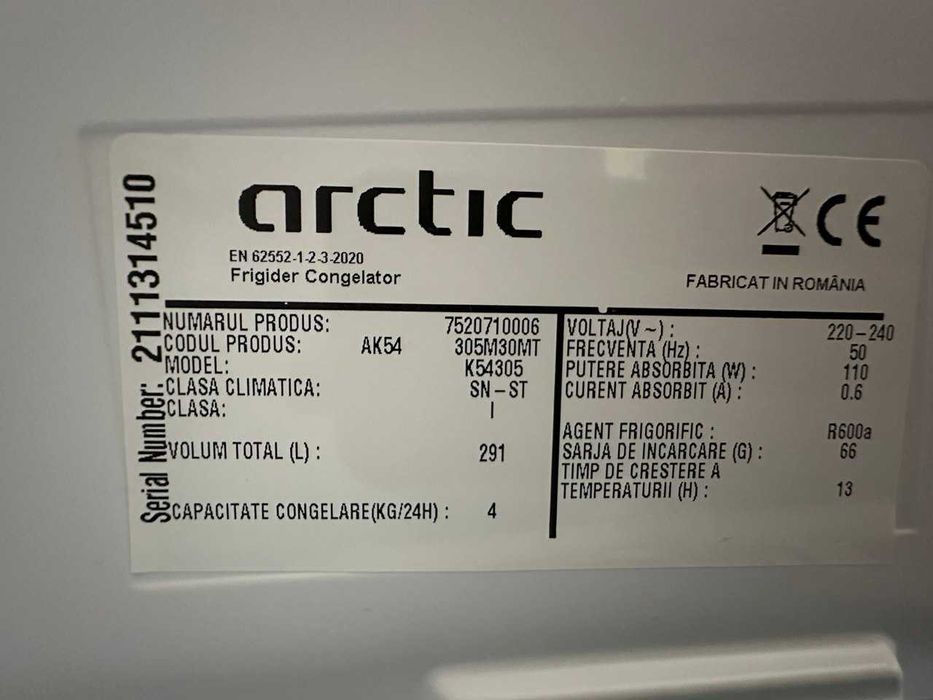 arctic
CE
EN 62552-1-2-3-2020
Frigider Congelator
FABRICAT IN ROMÂNIA
Serial Number: 2111314510
NUMARUL PRODUS: 7520710006
CODUL PRODUS: AK54 305M30MT
MODEL: K54305
CLASA CLIMATICA: SN-ST
CLASA: I
VOLUM TOTAL (L) : 291
CAPACITATE CONGELARE(KG/24H) : 4
VOLTAJ(V ~) : 220-240
FRECVENTA (Hz) : 50
PUTERE ABSORBITA (W) : 110
CURENT ABSORBIT (A) : 0.6
AGENT FRIGORIFIC : R600a
SARJA DE INCARCARE (G) : 66
TIMP DE CRESTERE A
TEMPERATURII (H) : 13